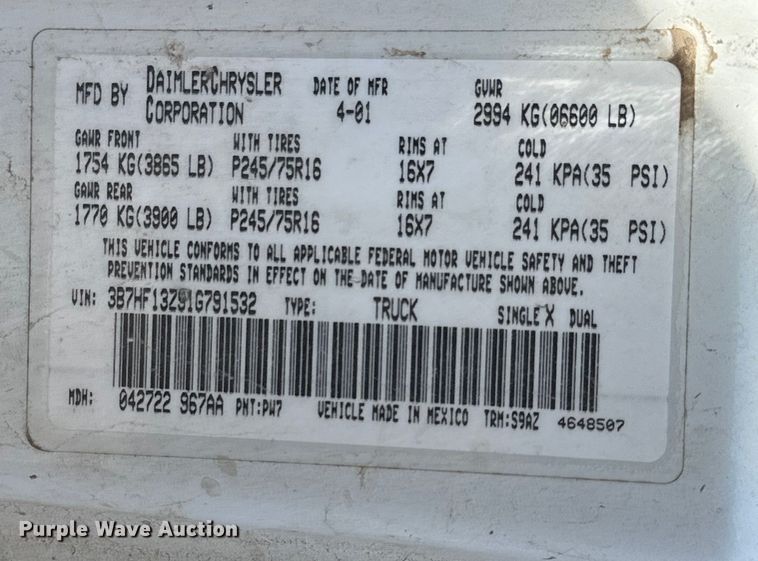 MFD BY DAIMLERCHRYSLER CORPORATION DATE OF MFR 4-01 GVWR 2994 KG(06600 LB)
GAWR FRONT WITH TIRES RIMS AT COLD
1754 KG(3865 LB) P245/75R16 16X7 241 KPA(35 PSI)
GAWR REAR WITH TIRES RIMS AT COLD
1770 KG(3900 LB) P245/75R16 16X7 241 KPA(35 PSI)
THIS VEHICLE CONFORMS TO ALL APPLICABLE FEDERAL MOTOR VEHICLE SAFETY AND THEFT
PREVENTION STANDARDS IN EFFECT ON THE DATE OF MANUFACTURE SHOWN ABOVE.
VIN: 3B7HF13Z91G791532 TYPE: TRUCK SINGLE X DUAL
MDH: 042722 967AA PNT:PW7 VEHICLE MADE IN MEXICO TRM:S9AZ 4648507
Purple Wave Auction